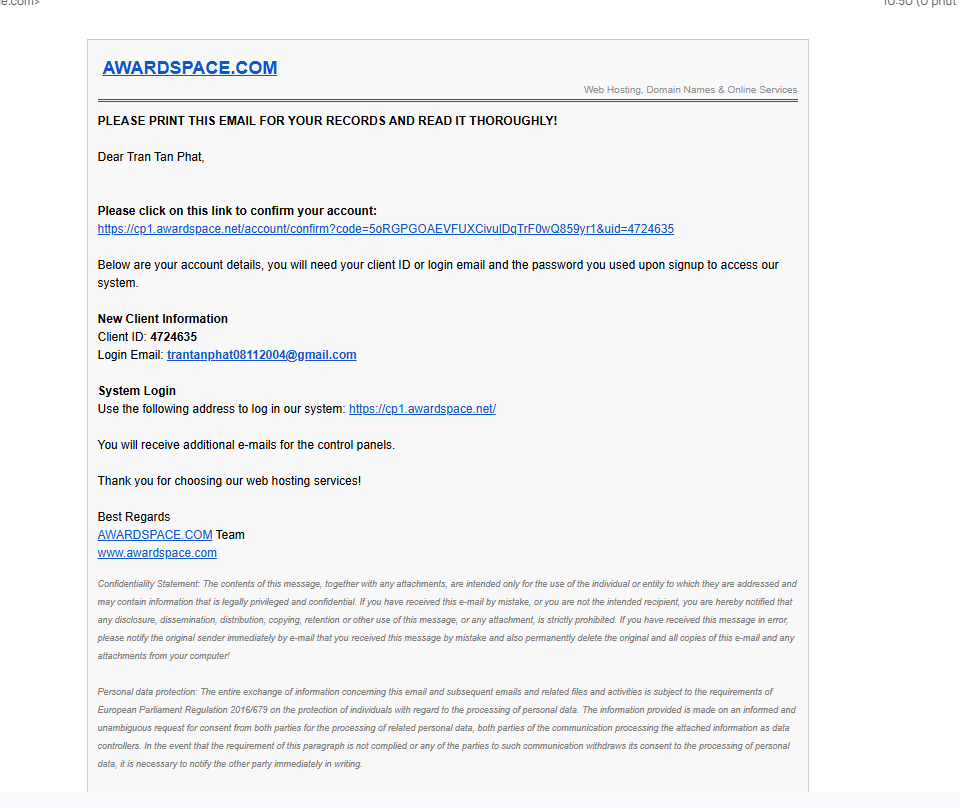 AWARDSPACE.COM
Web Hosting, Domain Names & Online Services
PLEASE PRINT THIS EMAIL FOR YOUR RECORDS AND READ IT THOROUGHLY!
Dear Tran Tan Phat,
Please click on this link to confirm your account:
https://cp1.awardspace.net/account/confirm?code=5oRGPGOAEVFUXCivulDqTrF0wQ859yr1&uid=4724635
Below are your account details, you will need your client ID or login email and the password you used upon signup to access our
system.
New Client Information
Client ID: 4724635
Login Email: trantanphat08112004@gmail.com
System Login
Use the following address to log in our system: https://cp1.awardspace.net/
You will receive additional e-mails for the control panels.
Thank you for choosing our web hosting services!
Best Regards
AWARDSPACE.COM Team
www.awardspace.com
Confidentiality Statement: The contents of this message, together with any attachments, are intended only for the use of the individual or entity to which they are addressed and
may contain information that is legally privileged and confidential. If you have received this e-mail by mistake, or you are not the intended recipient, you are hereby notified that
any disclosure, dissemination, distribution, copying, retention or other use of this message, or any attachment, is strictly prohibited. If you have received this message in error,
please notify the original sender immediately by e-mail that you received this message by mistake and also permanently delete the original and all copies of this e-mail and any
attachments from your computer!
Personal data protection: The entire exchange of information concerning this email and subsequent emails and related files and activities is subject to the requirements of
European Parliament Regulation 2016/679 on the protection of individuals with regard to the processing of personal data. The information provided is made on an informed and
unambiguous request for consent from both parties for the processing of related personal data, both parties of the communication processing the attached information as data
controllers. In the event that the requirement of this paragraph is not complied or any of the parties to such communication withdraws its consent to the processing of personal
data, it is necessary to notify the other party immediately in writing.